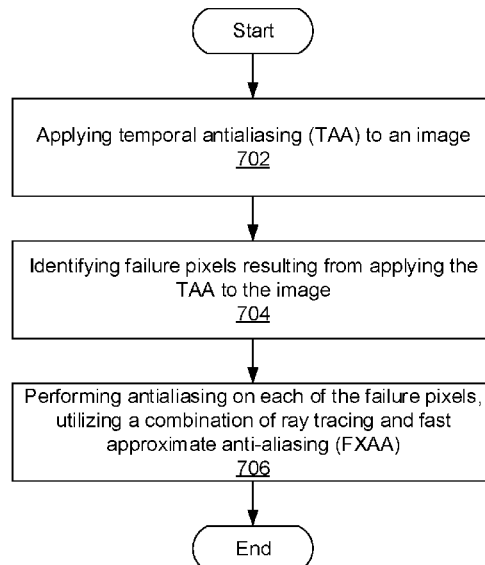 Start
Applying temporal antialiasing (TAA) to an image
702
Identifying failure pixels resulting from applying the
TAA to the image
704
Performing antialiasing on each of the failure pixels,
utilizing a combination of ray tracing and fast
approximate anti-aliasing (FXAA)
706
End